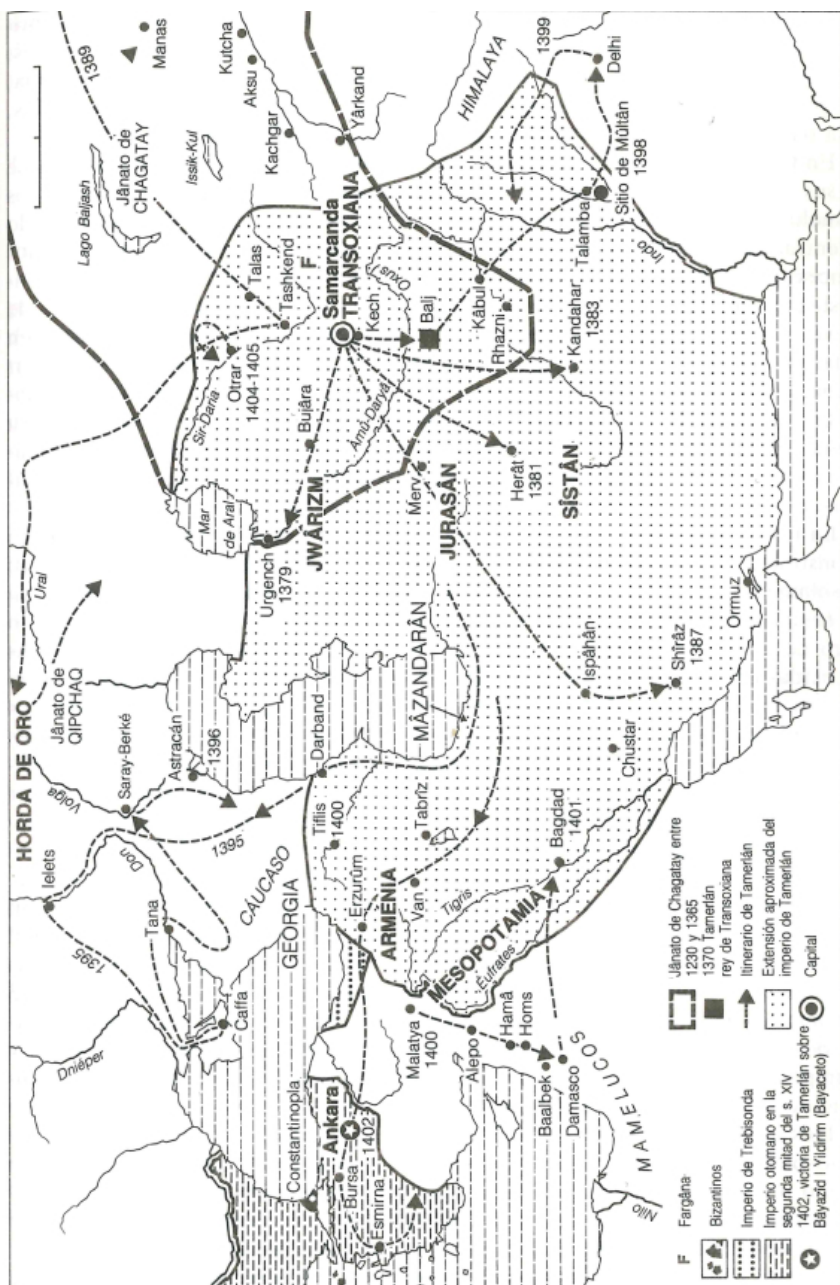 HORDA DE ORO
Ural
Jânato de
QIPCHAQ
Volga
Ielets
Saray-Berké
Astracán
1396
Don
1395
1395
Tana
Dniéper
Caffa
CÁUCASO
GEORGIA
Darband
Tiflis
1400
Constantinopla
Ankara
1402
Bursa
Esmirna
Erzurúm
ARMENIA
Van
Tabríz
MÂZANDARÂN
Malatya
1400
Alepo
Hamâ
Homs
Baalbek
Damasco
MAMELUCOS
Nilo
MESOPOTAMIA
Tigris
Éufrates
Bagdad
1401
Chustar
Ispâhân
Shîrâz
1387
Ormuz
Mar
de Aral
Urgench
1379
JWÂRIZM
Bujâra
Amú-Daryâ
Merv
JURASÂN
Herât
1381
SÎSTÂN
Kandahar
1383
Sir-Daria
Otrar
1404-1405
Talas
Tashkend
F
Samarcanda
TRANSOXIANA
Kech
Oxus
Balj
Kâbul
Rhazni
Lago Baljash
Jânato de
CHAGATAY
Issik-Kul
1389
Manas
Kutcha
Aksu
Kachgar
Yârkand
HIMALAYA
1399
Delhi
Talamba
Sitio de Mûltân
1398
Indo
F Fargâna
Bizantinos
Imperio de Trebisonda
Imperio otomano en la
segunda mitad del s. XIV
1402, victoria de Tamerlán sobre
Bâyazîd I Yildirim (Bayaceto)
Jânato de Chagatay entre
1230 y 1365
1370 Tamerlán
rey de Transoxiana
Itinerario de Tamerlán
Extensión aproximada del
imperio de Tamerlán
Capital